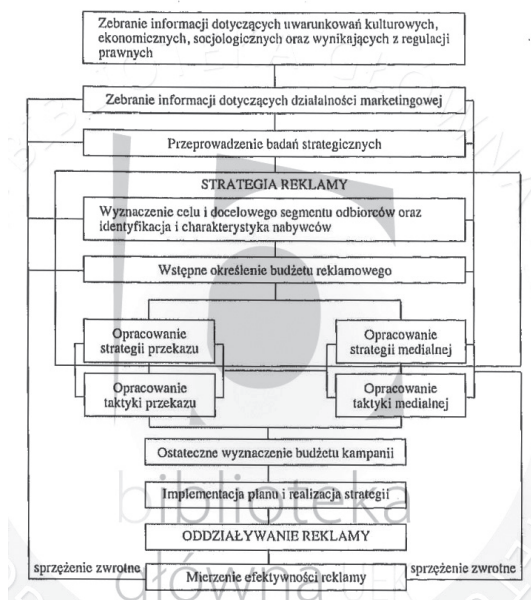 Zebranie informacji dotyczących uwarunkowań kulturowych,
ekonomicznych, socjologicznych oraz wynikających z regulacji
prawnych
Zebranie informacji dotyczących działalności marketingowej
Przeprowadzenie badań strategicznych
STRATEGIA REKLAMY
Wyznaczenie celu i docelowego segmentu odbiorców oraz
identyfikacja i charakterystyka nabywców
Wstępne określenie budżetu reklamowego
Opracowanie
strategii przekazu
Opracowanie
strategii medialnej
Opracowanie
taktyki przekazu
Opracowanie
taktyki medialnej
Ostateczne wyznaczenie budżetu kampanii
Implementacja planu i realizacja strategii
biblioteka
ODDZIAŁYWANIE REKLAMY
sprzężenie zwrotne
sprzężenie zwrotne
Mierzenie efektywności reklamy
główna UEK